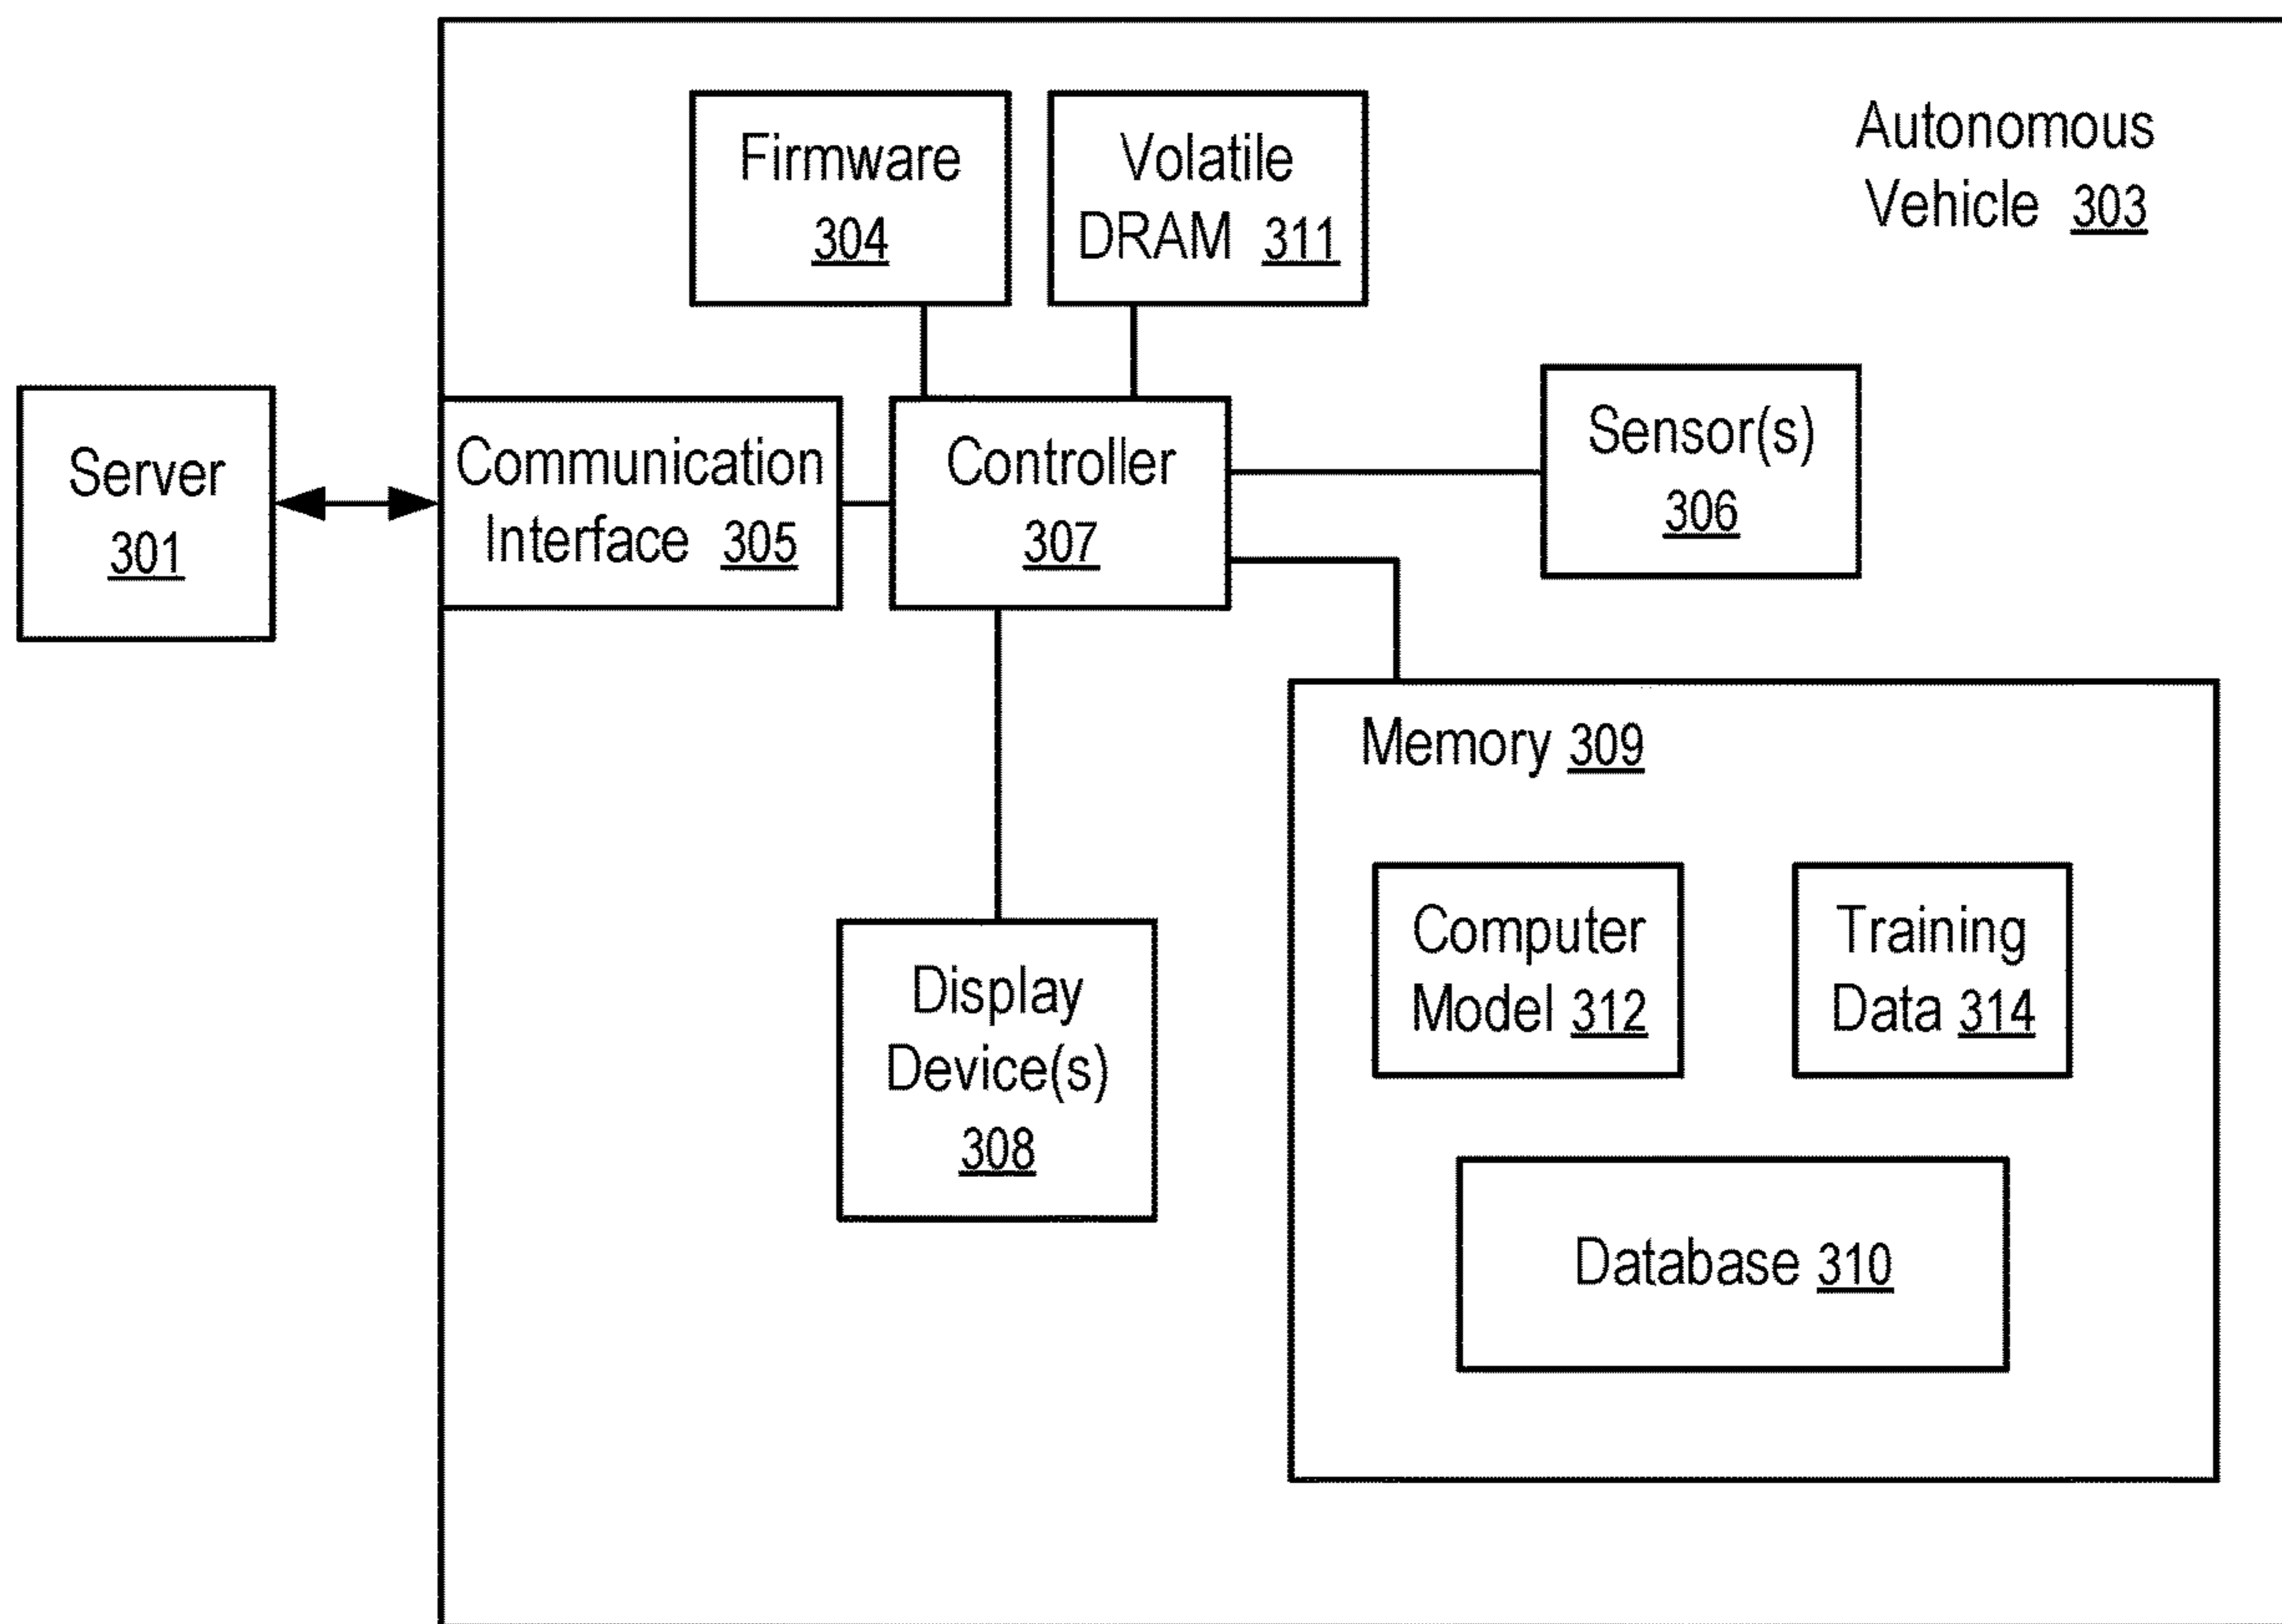 Firmware
304
Volatile
DRAM 311
Autonomous
Vehicle 303
Server
301
Communication
Interface 305
Controller
307
Sensor(s)
306
Memory 309
Computer
Model 312
Training
Data 314
Display
Device(s)
308
Database 310